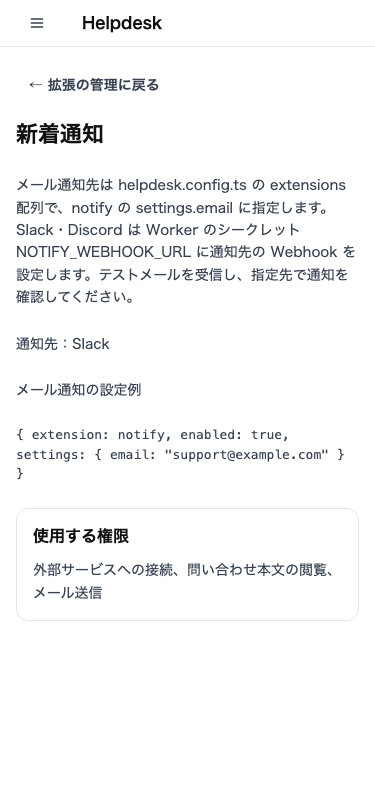 Helpdesk
← 拡張の管理に戻る
新着通知
メール通知先は helpdesk.config.ts の extensions
配列で、notify の settings.email に指定します。
Slack・Discord は Worker のシークレット
NOTIFY_WEBHOOK_URL に通知先の Webhook を
設定します。テストメールを受信し、指定先で通知を
確認してください。
通知先：Slack
メール通知の設定例
{ extension: notify, enabled: true,
settings: { email: "support@example.com" }
}
使用する権限
外部サービスへの接続、問い合わせ本文の閲覧、
メール送信